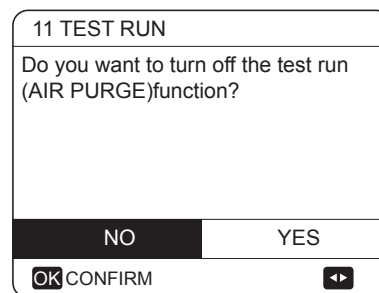 11 TEST RUN
Do you want to turn off the test run
(AIR PURGE)function?
NO YES
OK CONFIRM